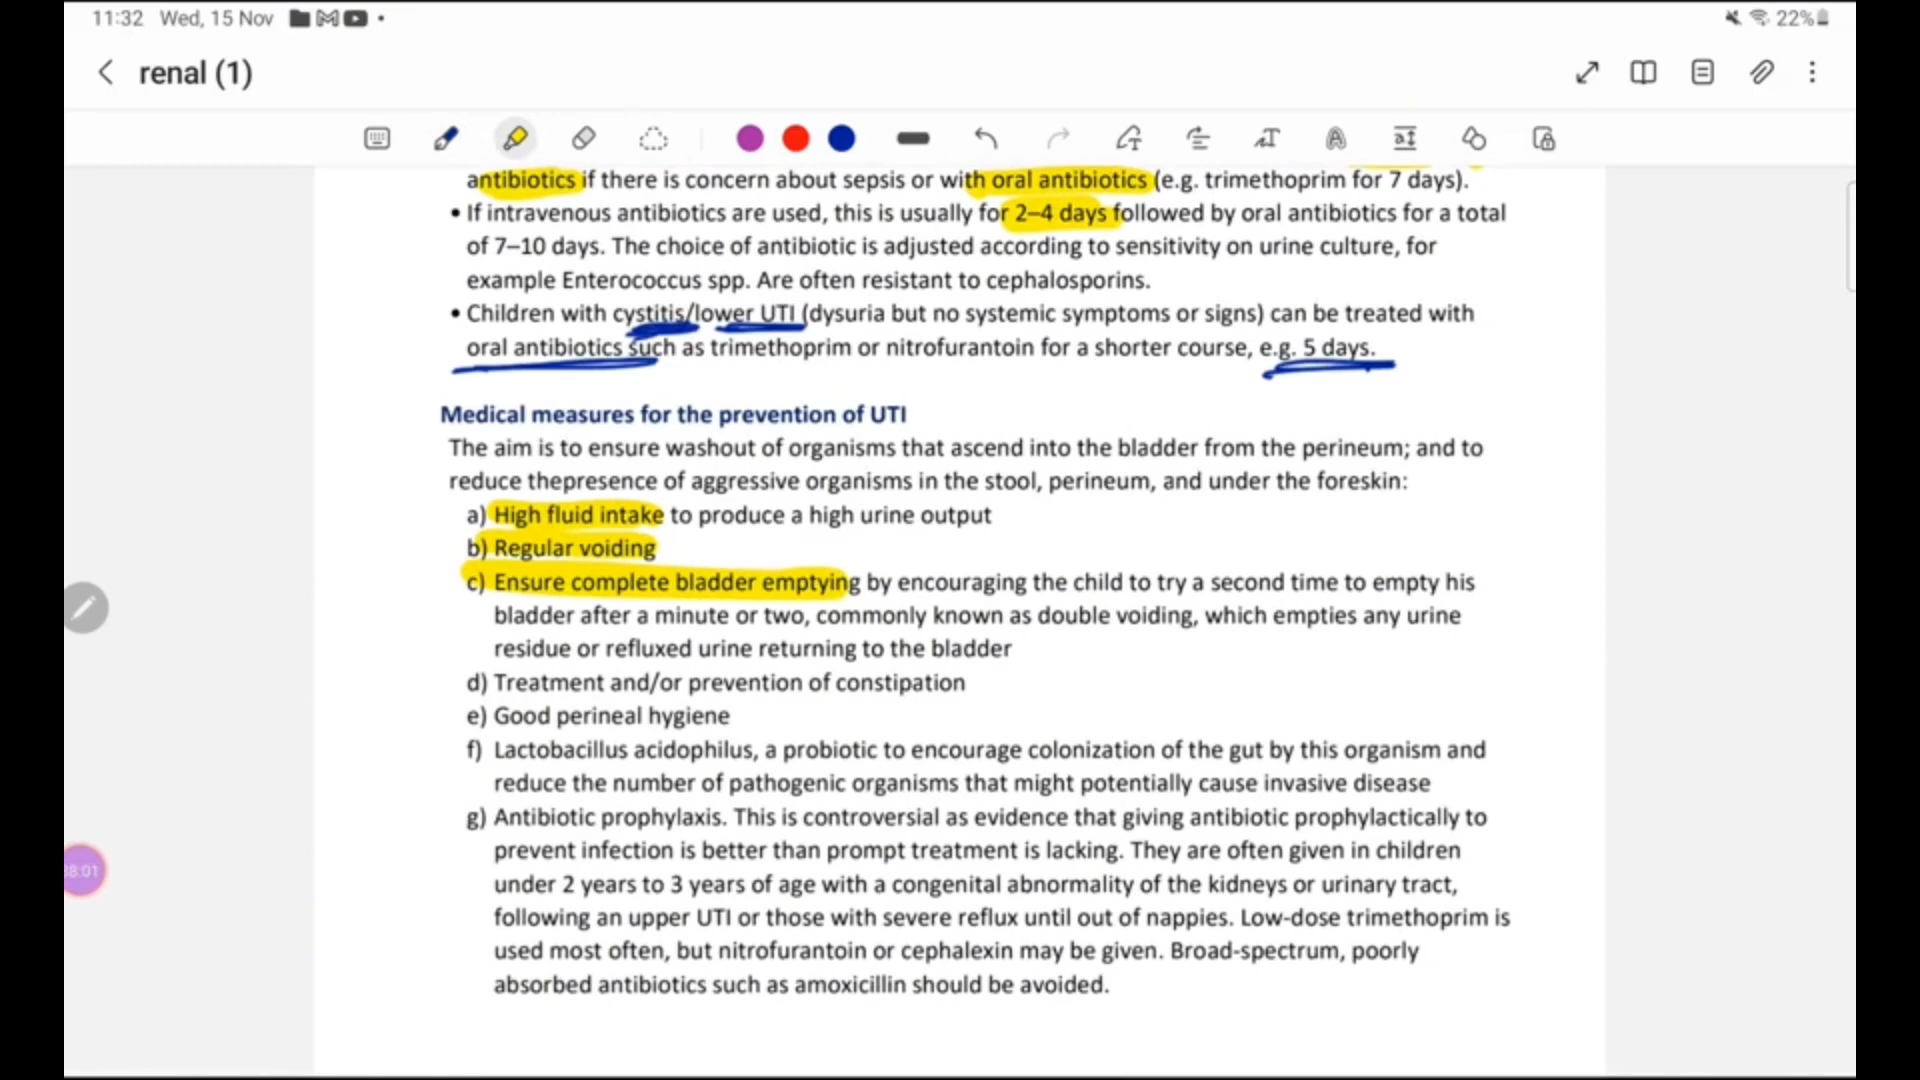 11:32 Wed, 15 Nov
22%
renal (1)
antibiotics if there is concern about sepsis or with oral antibiotics (e.g. trimethoprim for 7 days).
• If intravenous antibiotics are used, this is usually for 2–4 days followed by oral antibiotics for a total
of 7–10 days. The choice of antibiotic is adjusted according to sensitivity on urine culture, for
example Enterococcus spp. Are often resistant to cephalosporins.
• Children with cystitis/lower UTI (dysuria but no systemic symptoms or signs) can be treated with
oral antibiotics such as trimethoprim or nitrofurantoin for a shorter course, e.g. 5 days.
Medical measures for the prevention of UTI
The aim is to ensure washout of organisms that ascend into the bladder from the perineum; and to
reduce thepresence of aggressive organisms in the stool, perineum, and under the foreskin:
a) High fluid intake to produce a high urine output
b) Regular voiding
c) Ensure complete bladder emptying by encouraging the child to try a second time to empty his
bladder after a minute or two, commonly known as double voiding, which empties any urine
residue or refluxed urine returning to the bladder
d) Treatment and/or prevention of constipation
e) Good perineal hygiene
f) Lactobacillus acidophilus, a probiotic to encourage colonization of the gut by this organism and
reduce the number of pathogenic organisms that might potentially cause invasive disease
g) Antibiotic prophylaxis. This is controversial as evidence that giving antibiotic prophylactically to
prevent infection is better than prompt treatment is lacking. They are often given in children
under 2 years to 3 years of age with a congenital abnormality of the kidneys or urinary tract,
following an upper UTI or those with severe reflux until out of nappies. Low-dose trimethoprim is
used most often, but nitrofurantoin or cephalexin may be given. Broad-spectrum, poorly
absorbed antibiotics such as amoxicillin should be avoided.